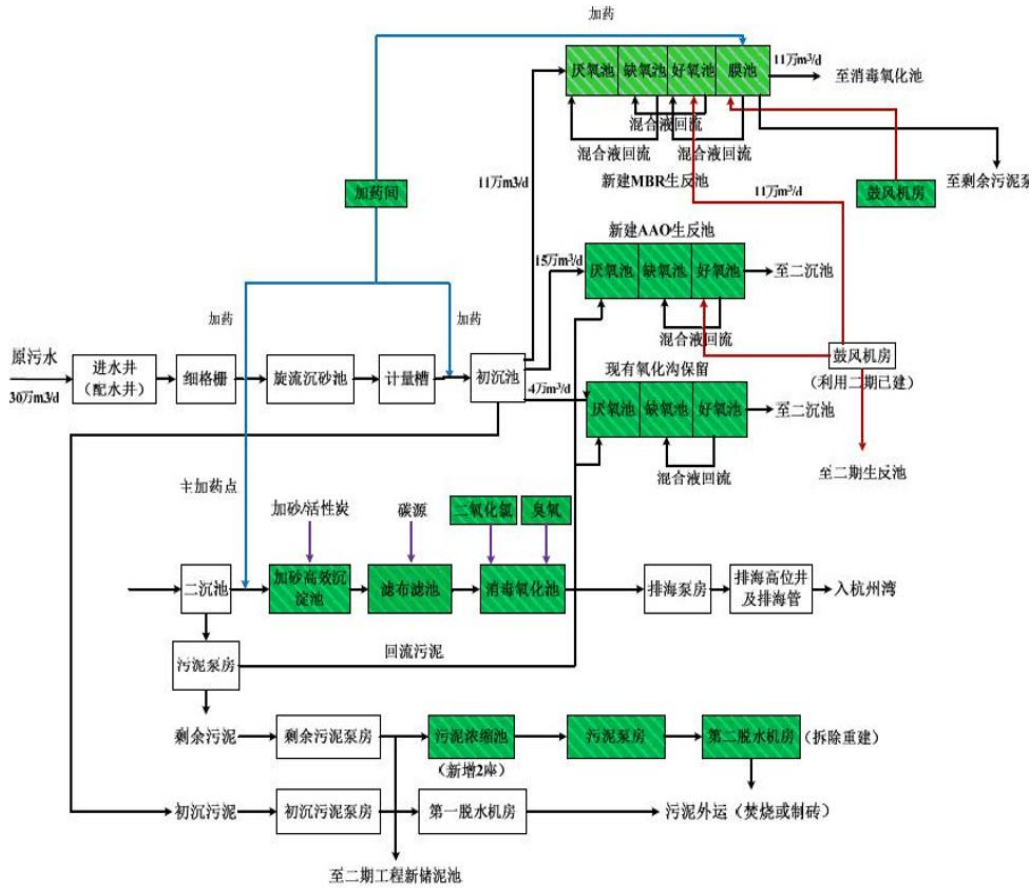 加药
11万m³/d
厌氧池
缺氧池
好氧池
膜池
至消毒氧化池
混合液回流
混合液回流
混合液回流
11万m3/d
新建MBR生反池
11万m³/d
加药间
鼓风机房
至剩余污泥泵
新建AAO生反池
15万m³/d
厌氧池
缺氧池
好氧池
至二沉池
加药
加药
混合液回流
原污水
30万m3/d
进水井
（配水井）
细格栅
旋流沉砂池
计量槽
初沉池
现有氧化沟保留
鼓风机房
（利用二期已建）
4万m³/d
厌氧池
缺氧池
好氧池
至二沉池
混合液回流
至二期生反池
主加药点
加砂/活性炭
碳源
二氧化氯
臭氧
二沉池
加砂高效沉
淀池
滤布滤池
消毒氧化池
排海泵房
排海高位井
及排海管
入杭州湾
污泥泵房
回流污泥
剩余污泥
剩余污泥泵房
污泥浓缩池
污泥泵房
第二脱水机房
（拆除重建）
（新增2座）
初沉污泥
初沉污泥泵房
第一脱水机房
污泥外运（焚烧或制砖）
至二期工程新储泥池